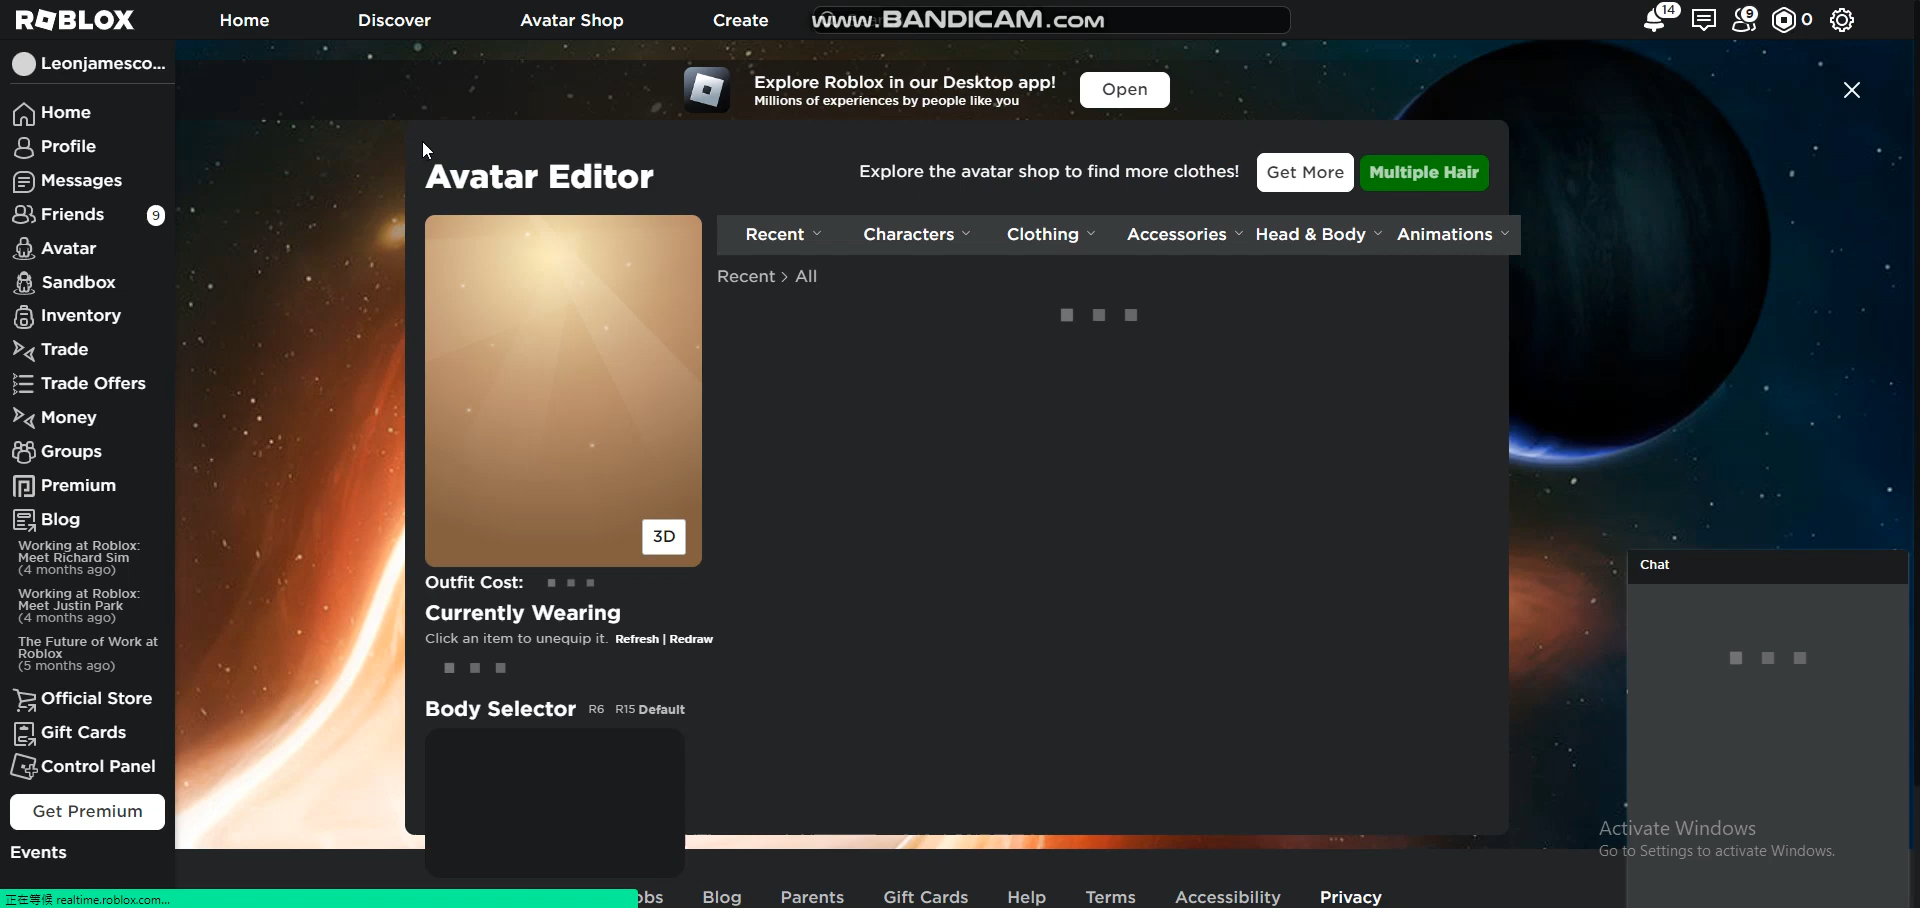 ROBLOX
Home Discover Avatar Shop Create
www.BANDICAM.com
14 9 0
Leonjamesco...
Home
Profile
Messages
Friends 9
Avatar
Sandbox
Inventory
Trade
Trade Offers
Money
Groups
Premium
Blog
Working at Roblox:
Meet Richard Sim
(4 months ago)
Working at Roblox:
Meet Justin Park
(4 months ago)
The Future of Work at
Roblox
(5 months ago)
Official Store
Gift Cards
Control Panel
Get Premium
Events
Explore Roblox in our Desktop app!
Millions of experiences by people like you
Open
Avatar Editor
Explore the avatar shop to find more clothes! Get More Multiple Hair
3D
Outfit Cost:
Currently Wearing
Click an item to unequip it. Refresh | Redraw
Body Selector R6 R15 Default
Recent Characters Clothing Accessories Head & Body Animations
Recent > All
Chat
Activate Windows
Go to Settings to activate Windows.
正在等候 realtime.roblox.com...
obs Blog Parents Gift Cards Help Terms Accessibility Privacy